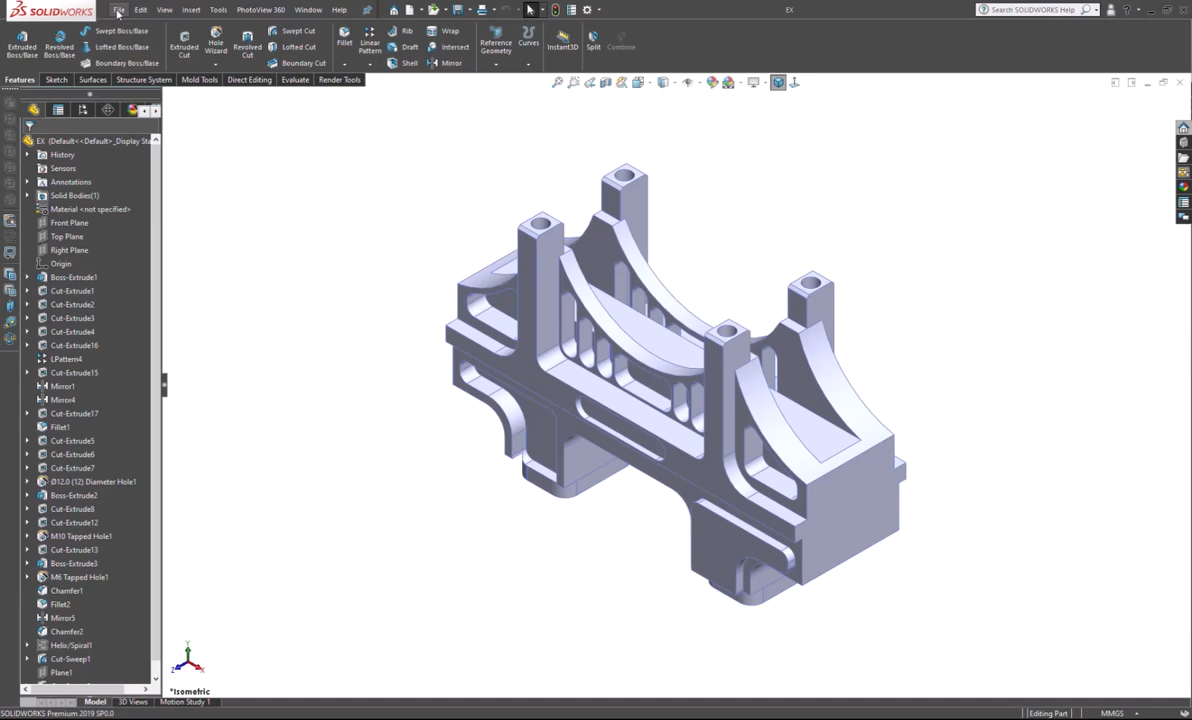 SOLIDWORKS File Edit View Insert Tools PhotoView 360 Window Help EX Search SOLIDWORKS Help ?
Extruded Boss/Base Revolved Boss/Base Swept Boss/Base Lofted Boss/Base Boundary Boss/Base Extruded Cut Hole Wizard Revolved Cut Swept Cut Lofted Cut Boundary Cut Fillet Linear Pattern Rib Draft Shell Wrap Intersect Mirror Reference Geometry Curves Instant3D Split Combine
Features Sketch Surfaces Structure System Mold Tools Direct Editing Evaluate Render Tools
EX (Default<<Default>_Display Sta
History
Sensors
Annotations
Solid Bodies(1)
Material <not specified>
Front Plane
Top Plane
Right Plane
Origin
Boss-Extrude1
Cut-Extrude1
Cut-Extrude2
Cut-Extrude3
Cut-Extrude4
Cut-Extrude16
LPattern4
Cut-Extrude15
Mirror1
Mirror4
Cut-Extrude17
Fillet1
Cut-Extrude5
Cut-Extrude6
Cut-Extrude7
Ø12.0 (12) Diameter Hole1
Boss-Extrude2
Cut-Extrude8
Cut-Extrude12
M10 Tapped Hole1
Cut-Extrude13
Boss-Extrude3
M6 Tapped Hole1
Chamfer1
Fillet2
Mirror5
Chamfer2
Helix/Spiral1
Cut-Sweep1
Plane1
Y
Z X
*Isometric
Model 3D Views Motion Study 1
SOLIDWORKS Premium 2019 SP0.0 Editing Part MMGS